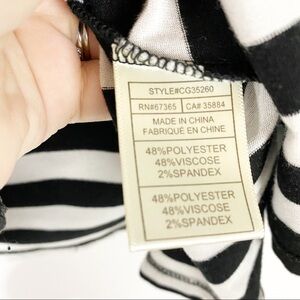 STYLE#CG35260
RN#67365 CA# 35884
MADE IN CHINA
FABRIQUÉ EN CHINE
48%POLYESTER
48%VISCOSE
2%SPANDEX
48%POLYESTER
48%VISCOSE
2%SPANDEX